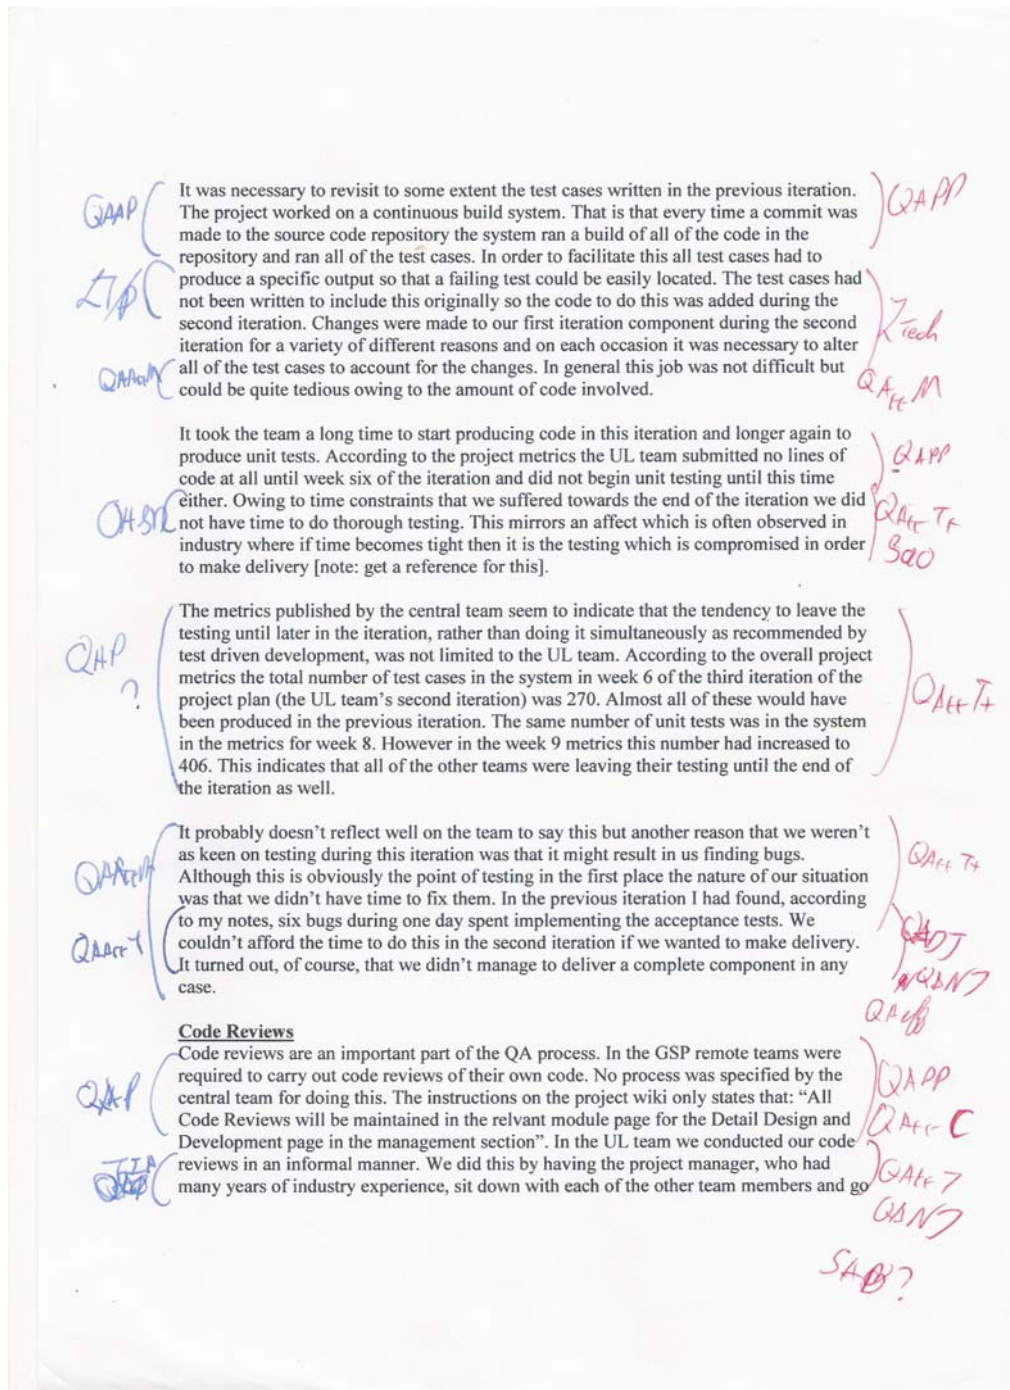 It was necessary to revisit to some extent the test cases written in the previous iteration.
The project worked on a continuous build system. That is that every time a commit was
made to the source code repository the system ran a build of all of the code in the
repository and ran all of the test cases. In order to facilitate this all test cases had to
produce a specific output so that a failing test could be easily located. The test cases had
not been written to include this originally so the code to do this was added during the
second iteration. Changes were made to our first iteration component during the second
iteration for a variety of different reasons and on each occasion it was necessary to alter
all of the test cases to account for the changes. In general this job was not difficult but
could be quite tedious owing to the amount of code involved.
QAAP
QAPP
Z Tech
QAtt M
It took the team a long time to start producing code in this iteration and longer again to
produce unit tests. According to the project metrics the UL team submitted no lines of
code at all until week six of the iteration and did not begin unit testing until this time
either. Owing to time constraints that we suffered towards the end of the iteration we did
not have time to do thorough testing. This mirrors an affect which is often observed in
industry where if time becomes tight then it is the testing which is compromised in order
to make delivery [note: get a reference for this].
QAPP
QAtt T+
The metrics published by the central team seem to indicate that the tendency to leave the
testing until later in the iteration, rather than doing it simultaneously as recommended by
test driven development, was not limited to the UL team. According to the overall project
metrics the total number of test cases in the system in week 6 of the third iteration of the
project plan (the UL team's second iteration) was 270. Almost all of these would have
been produced in the previous iteration. The same number of unit tests was in the system
in the metrics for week 8. However in the week 9 metrics this number had increased to
406. This indicates that all of the other teams were leaving their testing until the end of
the iteration as well.
QAP
?
QAtt T+
It probably doesn't reflect well on the team to say this but another reason that we weren't
as keen on testing during this iteration was that it might result in us finding bugs.
Although this is obviously the point of testing in the first place the nature of our situation
was that we didn't have time to fix them. In the previous iteration I had found, according
to my notes, six bugs during one day spent implementing the acceptance tests. We
couldn't afford the time to do this in the second iteration if we wanted to make delivery.
It turned out, of course, that we didn't manage to deliver a complete component in any
case.
QAtt T+
Code Reviews
Code reviews are an important part of the QA process. In the GSP remote teams were
required to carry out code reviews of their own code. No process was specified by the
central team for doing this. The instructions on the project wiki only states that: "All
Code Reviews will be maintained in the relvant module page for the Detail Design and
Development page in the management section". In the UL team we conducted our code
reviews in an informal manner. We did this by having the project manager, who had
many years of industry experience, sit down with each of the other team members and go
QAP
QAPP
QAtt C